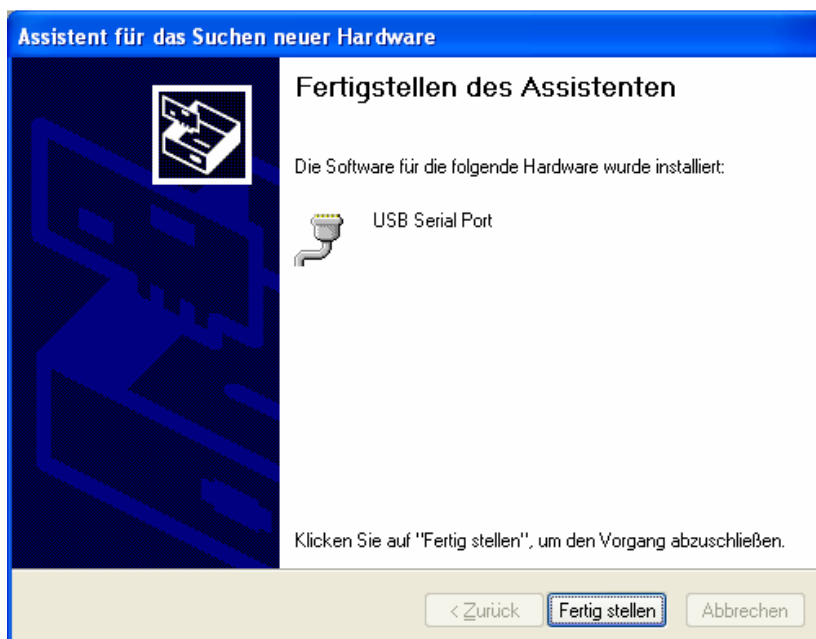 Assistent für das Suchen neuer Hardware
Fertigstellen des Assistenten
Die Software für die folgende Hardware wurde installiert:
USB Serial Port
Klicken Sie auf "Fertig stellen", um den Vorgang abzuschließen.
< Zurück Fertig stellen Abbrechen